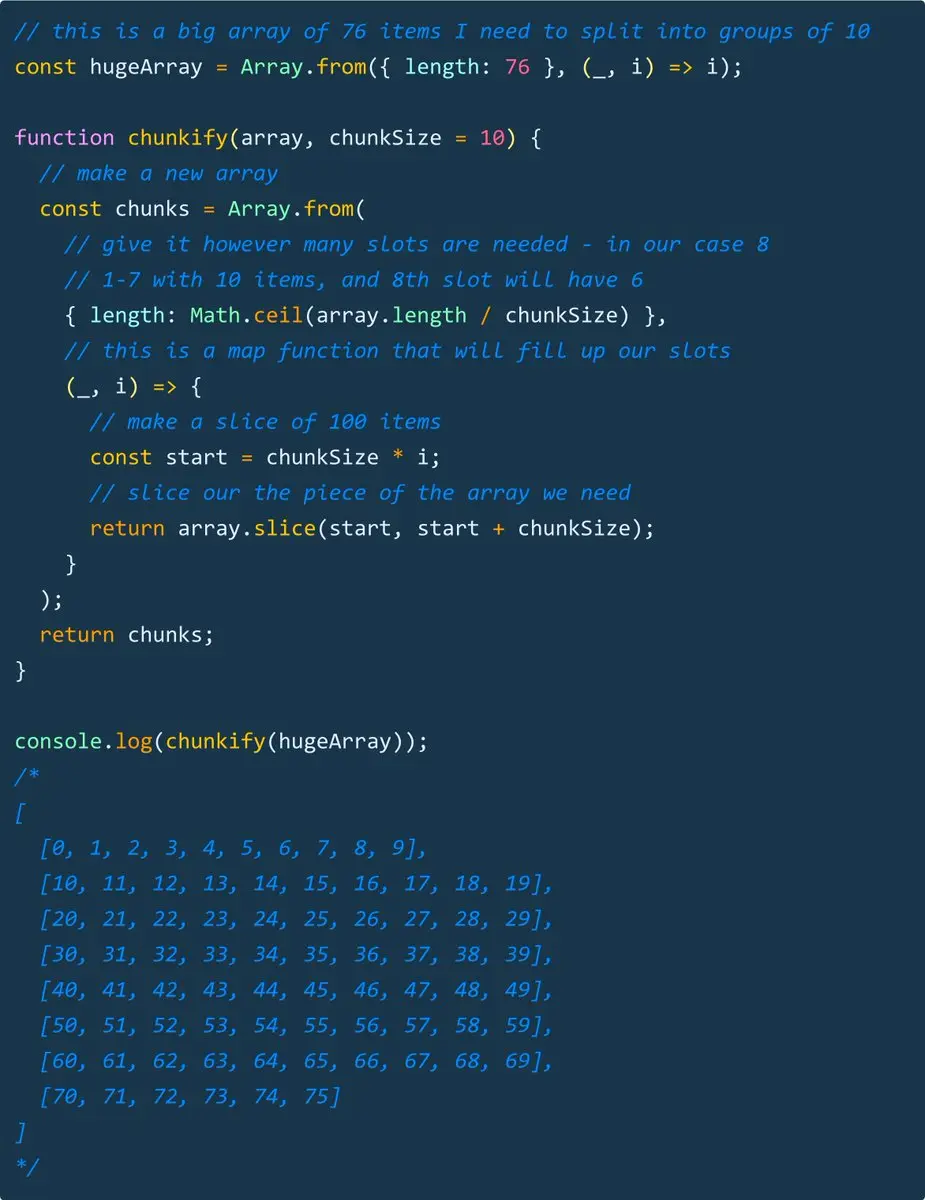 // this is a big array of 76 items I need to split into groups of 10
const hugeArray = Array.from({ length: 76 }, (_, i) => i);

function chunkify(array, chunkSize = 10) {
  // make a new array
  const chunks = Array.from(
    // give it however many slots are needed - in our case 8
    // 1-7 with 10 items, and 8th slot will have 6
    { length: Math.ceil(array.length / chunkSize) },
    // this is a map function that will fill up our slots
    (_, i) => {
      // make a slice of 100 items
      const start = chunkSize * i;
      // slice our the piece of the array we need
      return array.slice(start, start + chunkSize);
    }
  );
  return chunks;
}

console.log(chunkify(hugeArray));
/*
[
  [0, 1, 2, 3, 4, 5, 6, 7, 8, 9],
  [10, 11, 12, 13, 14, 15, 16, 17, 18, 19],
  [20, 21, 22, 23, 24, 25, 26, 27, 28, 29],
  [30, 31, 32, 33, 34, 35, 36, 37, 38, 39],
  [40, 41, 42, 43, 44, 45, 46, 47, 48, 49],
  [50, 51, 52, 53, 54, 55, 56, 57, 58, 59],
  [60, 61, 62, 63, 64, 65, 66, 67, 68, 69],
  [70, 71, 72, 73, 74, 75]
]
*/